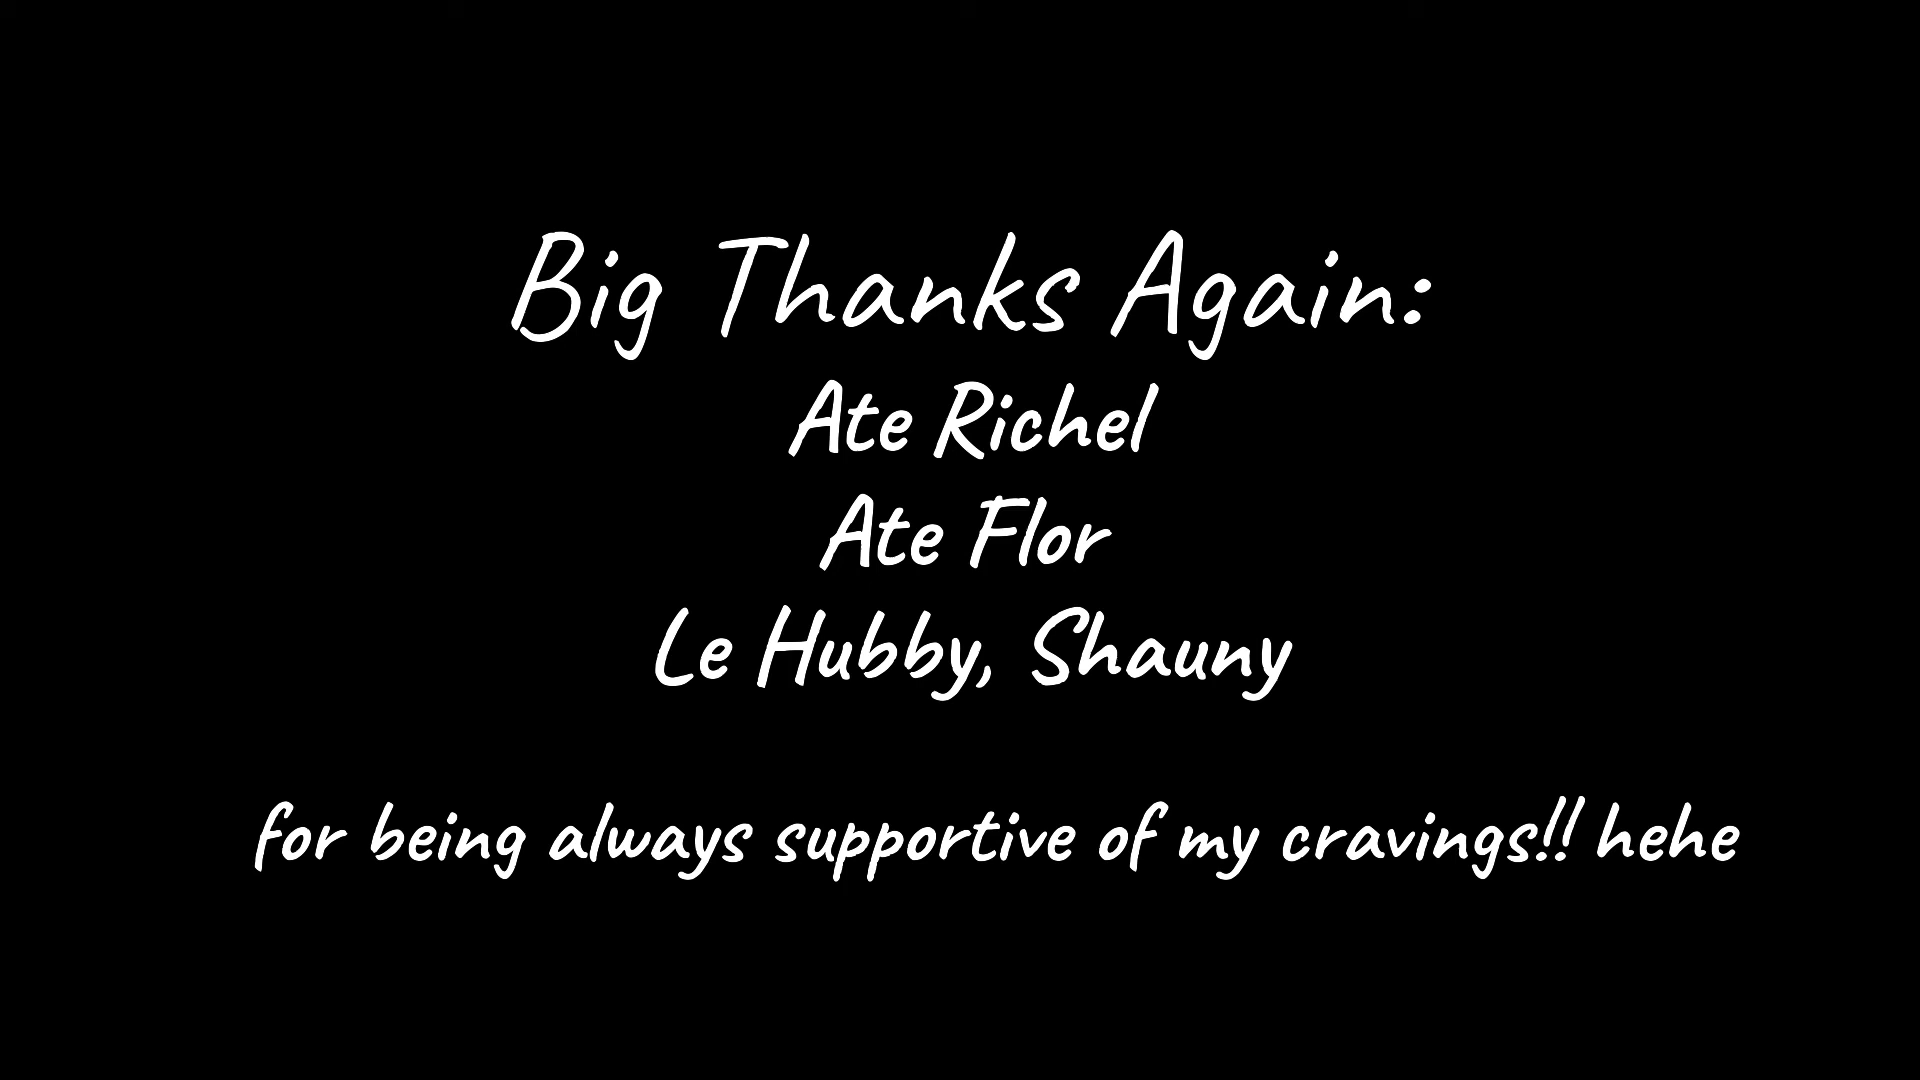 Big Thanks Again:
Ate Richel
Ate Flor
Le Hubby, Shauny
for being always supportive of my cravings!! hehe